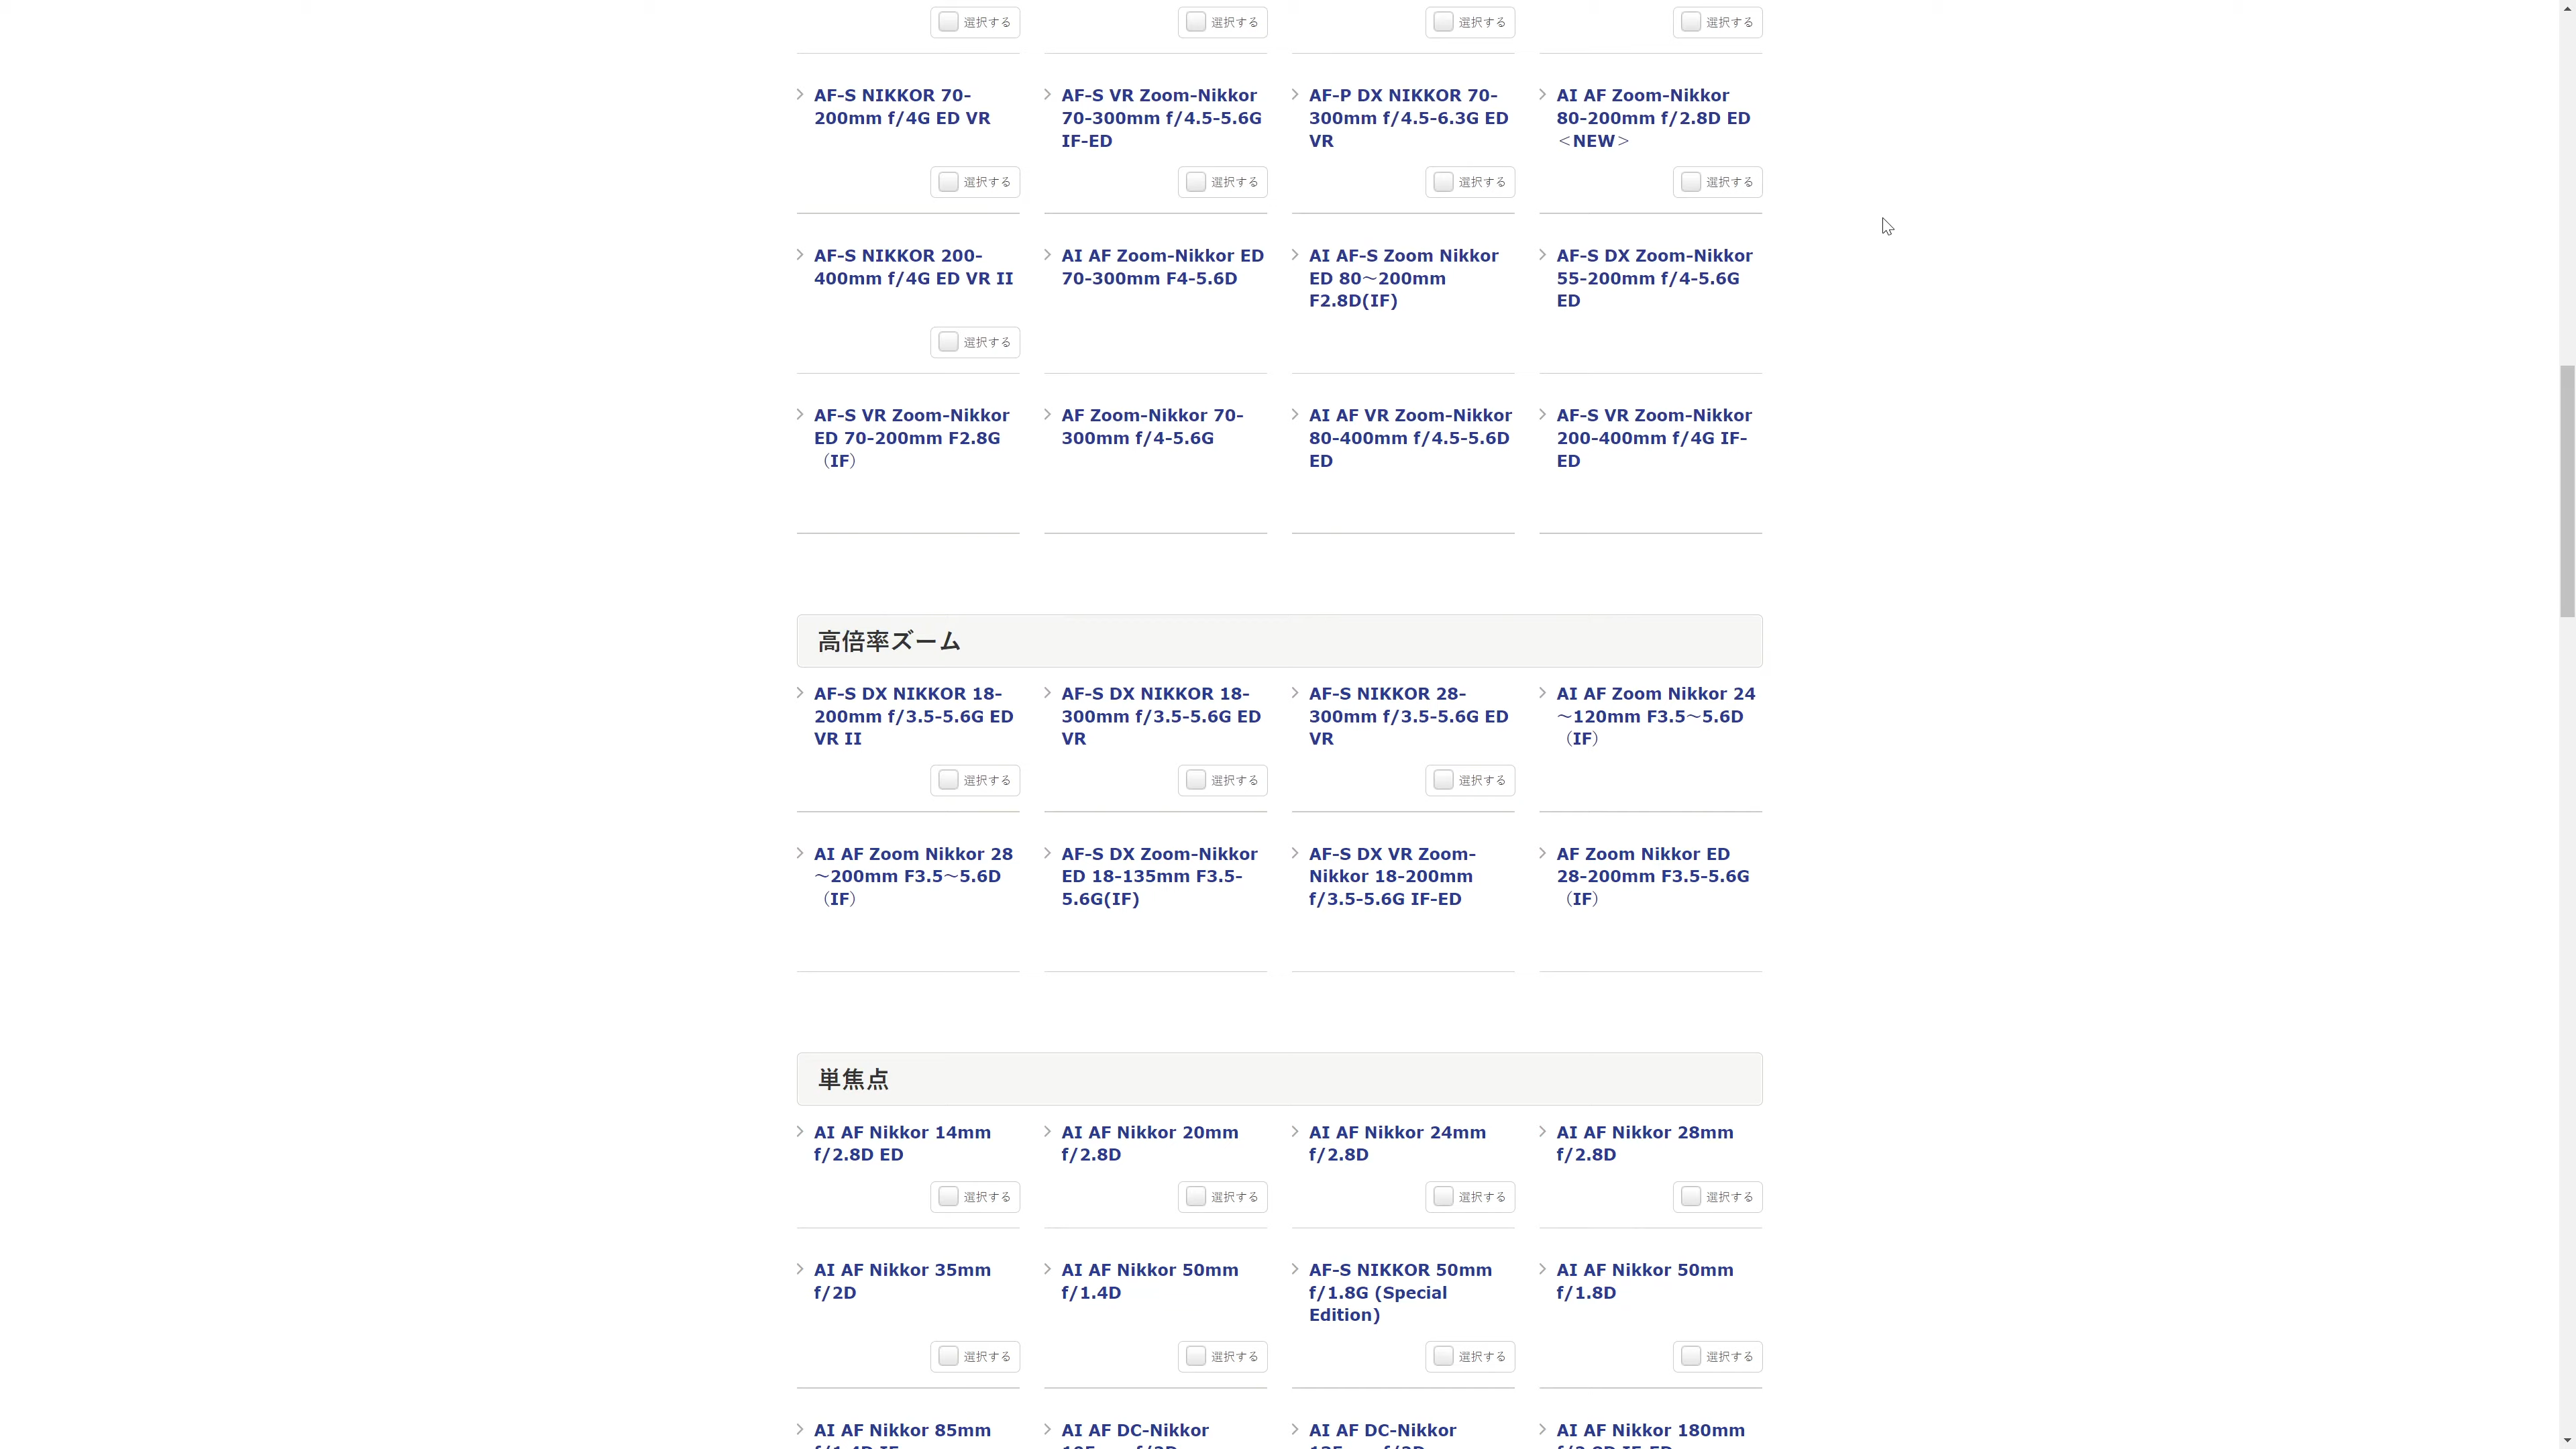 選択する 選択する 選択する 選択する
AF-S NIKKOR 70-
200mm f/4G ED VR
AF-S VR Zoom-Nikkor
70-300mm f/4.5-5.6G
IF-ED
AF-P DX NIKKOR 70-
300mm f/4.5-6.3G ED
VR
AI AF Zoom-Nikkor
80-200mm f/2.8D ED
＜NEW＞
選択する 選択する 選択する 選択する
AF-S NIKKOR 200-
400mm f/4G ED VR II
AI AF Zoom-Nikkor ED
70-300mm F4-5.6D
AI AF-S Zoom Nikkor
ED 80～200mm
F2.8D(IF)
AF-S DX Zoom-Nikkor
55-200mm f/4-5.6G
ED
選択する
AF-S VR Zoom-Nikkor
ED 70-200mm F2.8G
（IF）
AF Zoom-Nikkor 70-
300mm f/4-5.6G
AI AF VR Zoom-Nikkor
80-400mm f/4.5-5.6D
ED
AF-S VR Zoom-Nikkor
200-400mm f/4G IF-
ED
高倍率ズーム
AF-S DX NIKKOR 18-
200mm f/3.5-5.6G ED
VR II
AF-S DX NIKKOR 18-
300mm f/3.5-5.6G ED
VR
AF-S NIKKOR 28-
300mm f/3.5-5.6G ED
VR
AI AF Zoom Nikkor 24
～120mm F3.5～5.6D
（IF）
選択する 選択する 選択する
AI AF Zoom Nikkor 28
～200mm F3.5～5.6D
（IF）
AF-S DX Zoom-Nikkor
ED 18-135mm F3.5-
5.6G(IF)
AF-S DX VR Zoom-
Nikkor 18-200mm
f/3.5-5.6G IF-ED
AF Zoom Nikkor ED
28-200mm F3.5-5.6G
（IF）
単焦点
AI AF Nikkor 14mm
f/2.8D ED
AI AF Nikkor 20mm
f/2.8D
AI AF Nikkor 24mm
f/2.8D
AI AF Nikkor 28mm
f/2.8D
選択する 選択する 選択する 選択する
AI AF Nikkor 35mm
f/2D
AI AF Nikkor 50mm
f/1.4D
AF-S NIKKOR 50mm
f/1.8G (Special
Edition)
AI AF Nikkor 50mm
f/1.8D
選択する 選択する 選択する 選択する
AI AF Nikkor 85mm
AI AF DC-Nikkor
AI AF DC-Nikkor
AI AF Nikkor 180mm